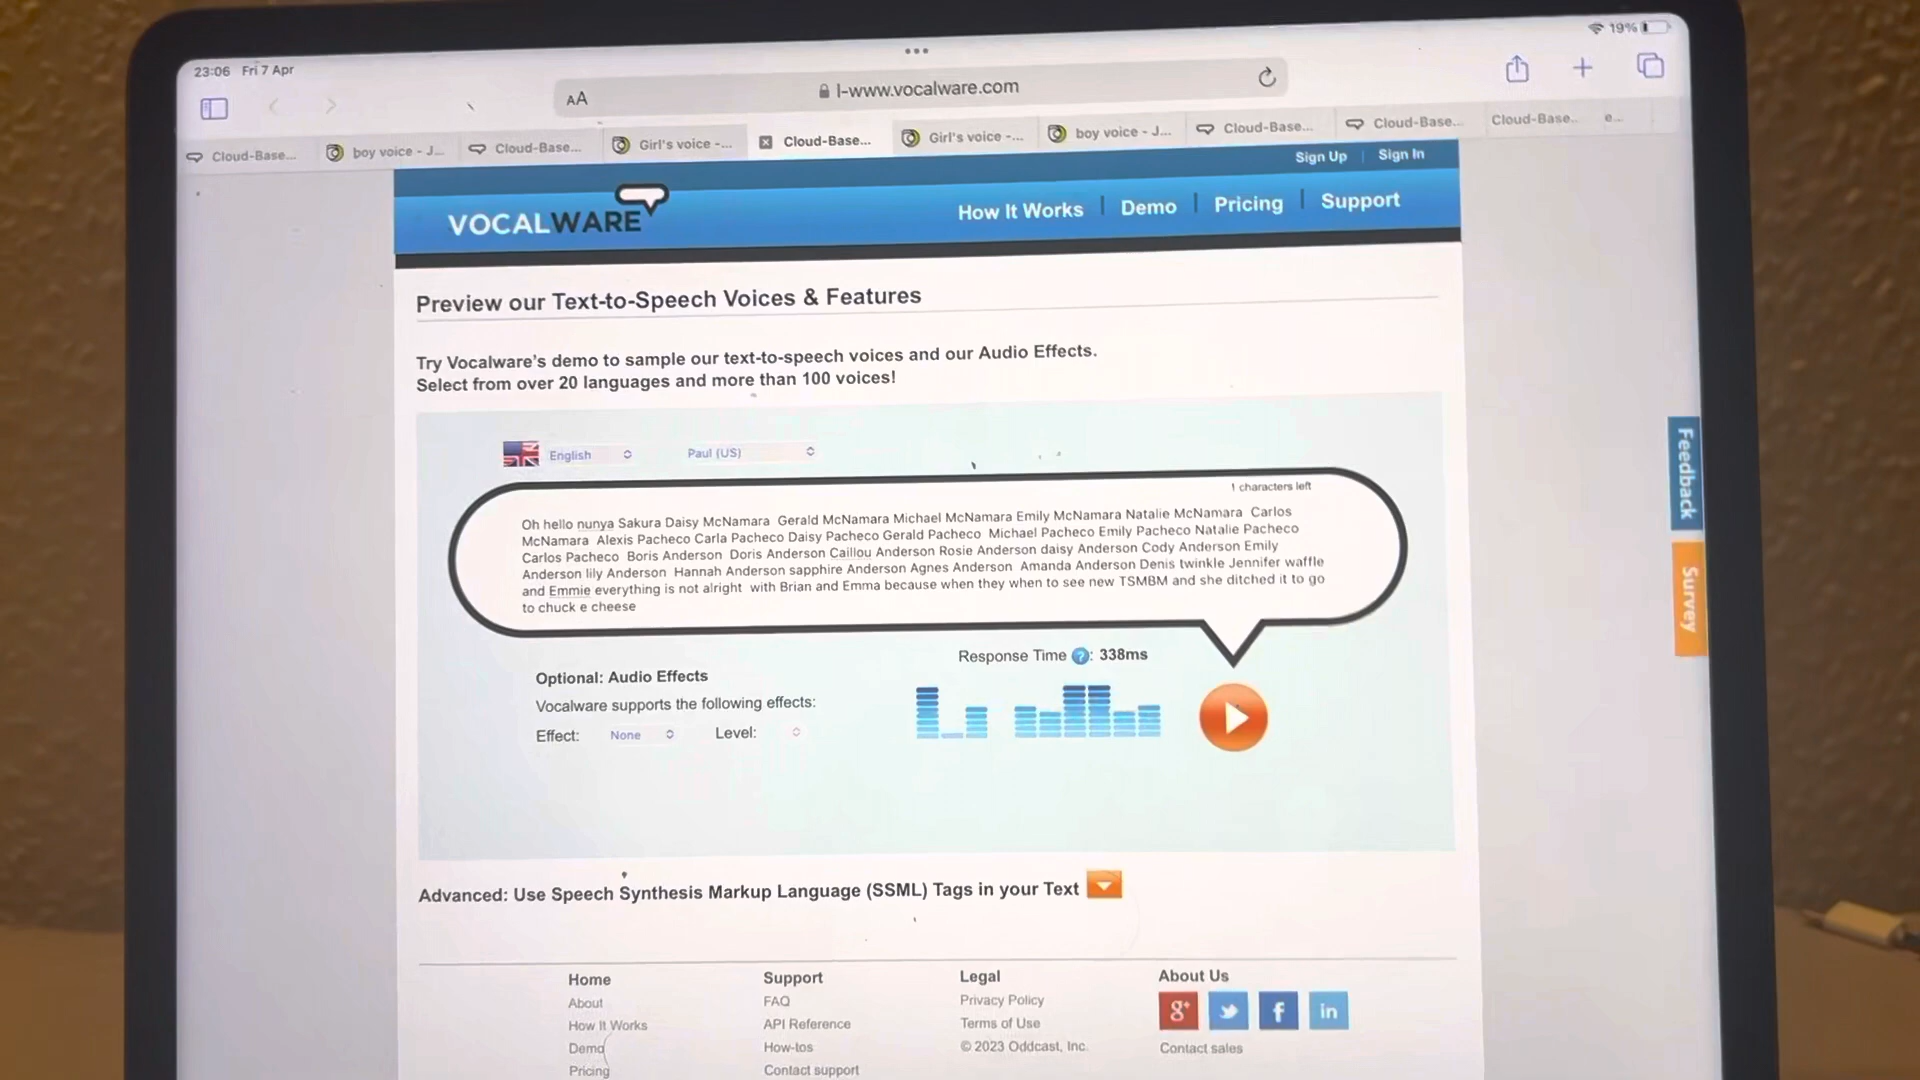 23:06 Fri 7 Apr
19%
AA
l-www.vocalware.com
Cloud-Base...
boy voice - J...
Cloud-Base...
Girl's voice -...
Cloud-Base...
Girl's voice -...
boy voice - J...
Cloud-Base...
Cloud-Base...
Cloud-Base..
e...
Sign Up | Sign In
VOCALWARE
How It Works | Demo | Pricing | Support
Preview our Text-to-Speech Voices & Features
Try Vocalware's demo to sample our text-to-speech voices and our Audio Effects.
Select from over 20 languages and more than 100 voices!
English
Paul (US)
1 characters left
Oh hello nunya Sakura Daisy McNamara Gerald McNamara Michael McNamara Emily McNamara Natalie McNamara Carlos
McNamara Alexis Pacheco Carla Pacheco Daisy Pacheco Gerald Pacheco Michael Pacheco Emily Pacheco Natalie Pacheco
Carlos Pacheco Boris Anderson Doris Anderson Caillou Anderson Rosie Anderson daisy Anderson Cody Anderson Emily
Anderson lily Anderson Hannah Anderson sapphire Anderson Agnes Anderson Amanda Anderson Denis twinkle Jennifer waffle
and Emmie everything is not alright with Brian and Emma because when they when to see new TSMBM and she ditched it to go
to chuck e cheese
Response Time ?: 338ms
Optional: Audio Effects
Vocalware supports the following effects:
Effect: None Level:
Feedback
Survey
Advanced: Use Speech Synthesis Markup Language (SSML) Tags in your Text
Home
About
How It Works
Demo
Pricing
Support
FAQ
API Reference
How-tos
Contact support
Legal
Privacy Policy
Terms of Use
© 2023 Oddcast, Inc.
About Us
g+
f
in
Contact sales